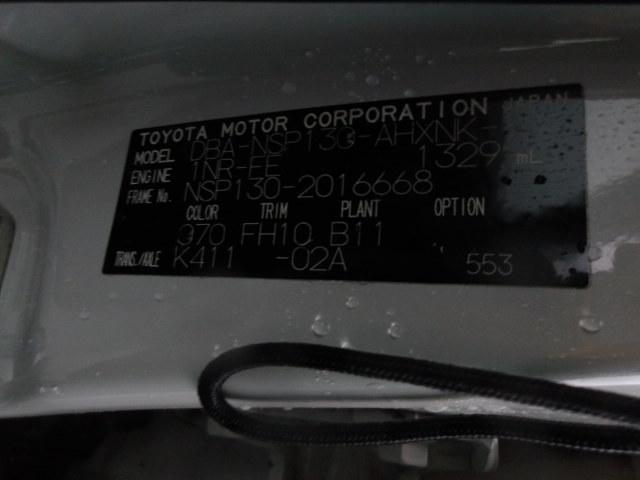 TOYOTA MOTOR CORPORATION JAPAN
MODEL DBA-NSP130-AHXNK-
ENGINE 1NR-FE 1329 mL
FRAME No. NSP130-2016668
COLOR TRIM PLANT OPTION
070 FH10 B11
TRANS./AXLE K411 -02A 553